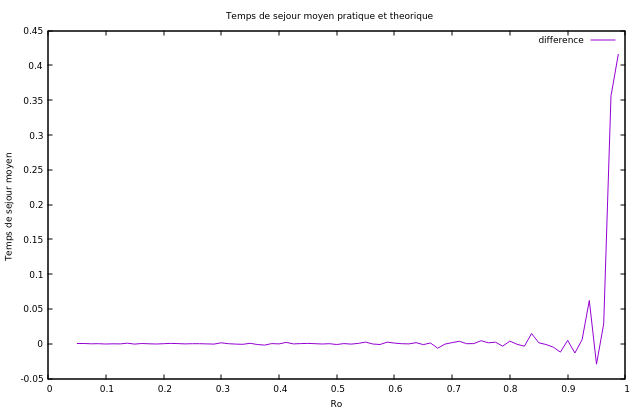 Temps de sejour moyen pratique et theorique
difference
0.45
0.4
0.35
0.3
0.25
0.2
0.15
0.1
0.05
0
-0.05
Temps de sejour moyen
0 0.1 0.2 0.3 0.4 0.5 0.6 0.7 0.8 0.9 1
Ro